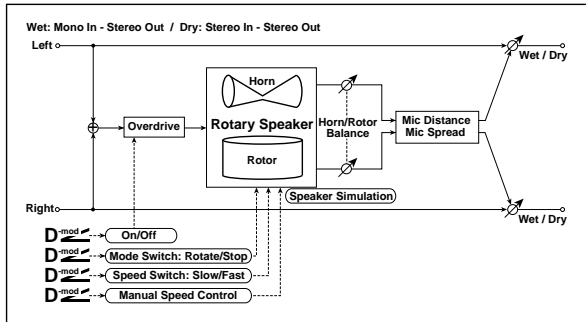 Wet: Mono In - Stereo Out / Dry: Stereo In - Stereo Out
Left
Wet / Dry
Horn
Overdrive
Rotary Speaker
Horn/Rotor
Balance
Mic Distance
Mic Spread
Rotor
Speaker Simulation
Right
Wet / Dry
D-mod
On/Off
D-mod
Mode Switch: Rotate/Stop
D-mod
Speed Switch: Slow/Fast
D-mod
Manual Speed Control